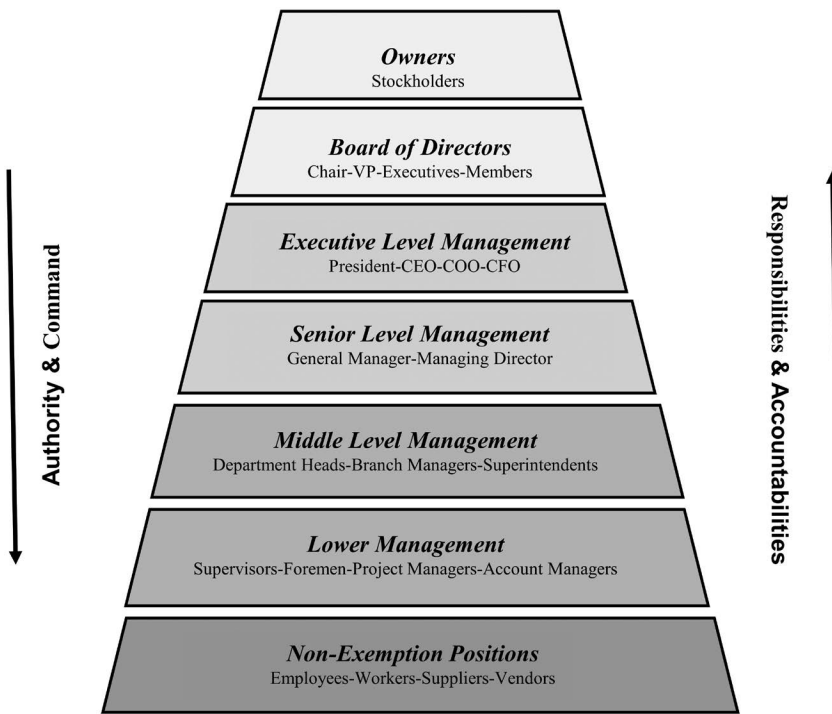 Owners
Stockholders
Board of Directors
Chair-VP-Executives-Members
Executive Level Management
President-CEO-COO-CFO
Senior Level Management
General Manager-Managing Director
Middle Level Management
Department Heads-Branch Managers-Superintendents
Lower Management
Supervisors-Foremen-Project Managers-Account Managers
Non-Exemption Positions
Employees-Workers-Suppliers-Vendors
Authority & Command
Responsibilities & Accountabilities